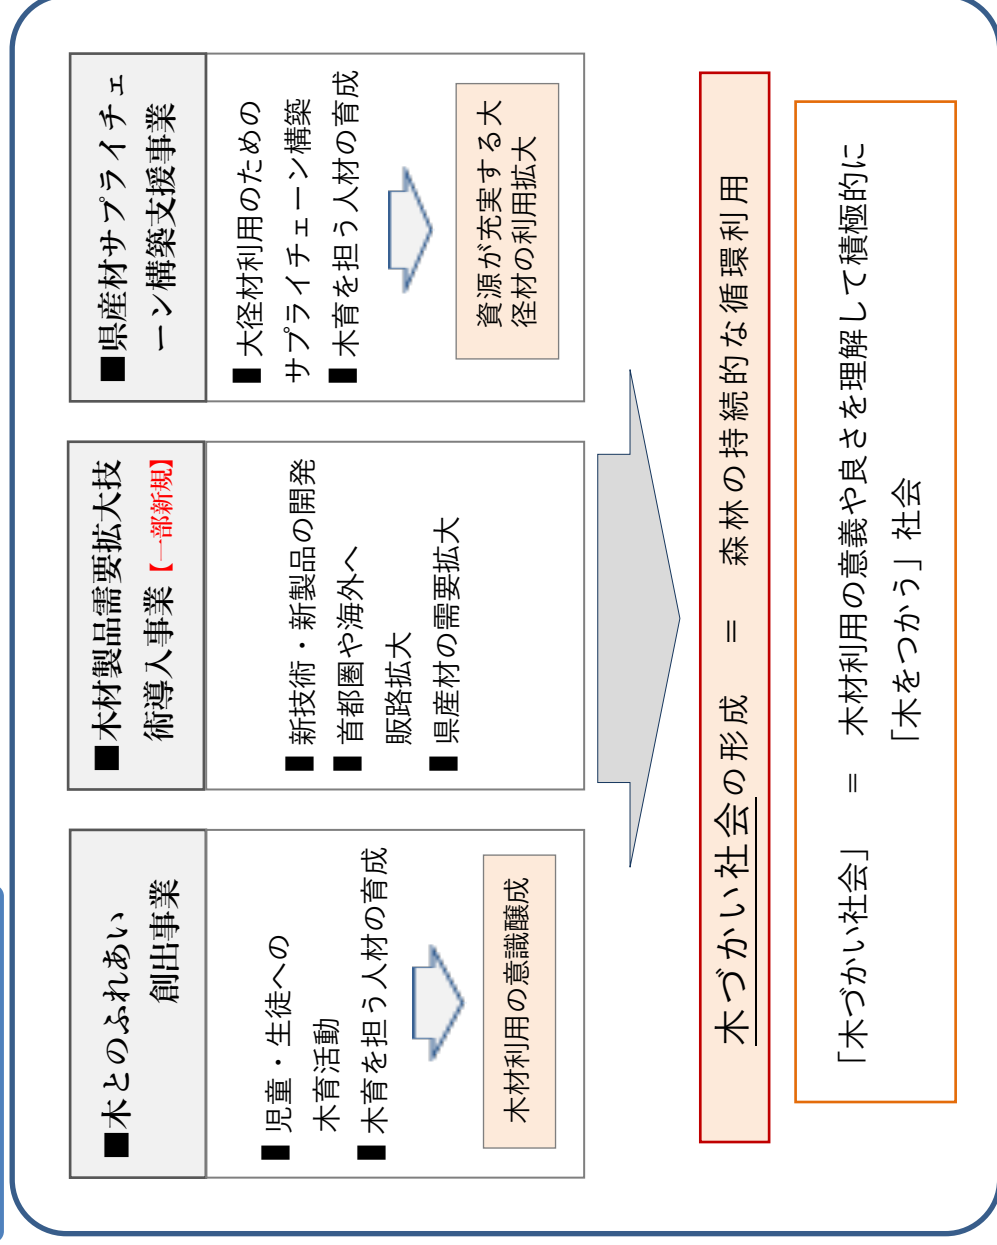 ■木とのふれあい
創出事業
児童・生徒への
木育活動
木育を担う人材の育成
木材利用の意識醸成
■木材製品需要拡大技
術導入事業【一部新規】
新技術・新製品の開発
首都圏や海外へ
販路拡大
県産材の需要拡大
■県産材サプライチェ
ーン構築支援事業
大径材利用のための
サプライチェーン構築
木育を担う人材の育成
資源が充実する大
径材の利用拡大
木づかい社会の形成 = 森林の持続的な循環利用
「木づかい社会」 = 木材利用の意義や良さを理解して積極的に
「木をつかう」社会